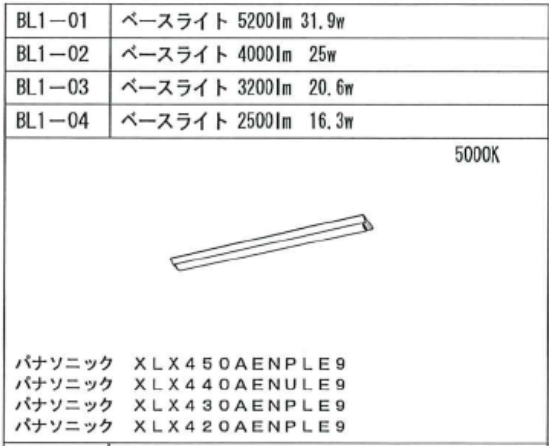 BL1－01 ベースライト 5200lm 31.9w
BL1－02 ベースライト 4000lm 25w
BL1－03 ベースライト 3200lm 20.6w
BL1－04 ベースライト 2500lm 16.3w
5000K
パナソニック ＸＬＸ４５０ＡＥＮＰＬＥ９
パナソニック ＸＬＸ４４０ＡＥＮＵＬＥ９
パナソニック ＸＬＸ４３０ＡＥＮＰＬＥ９
パナソニック ＸＬＸ４２０ＡＥＮＰＬＥ９